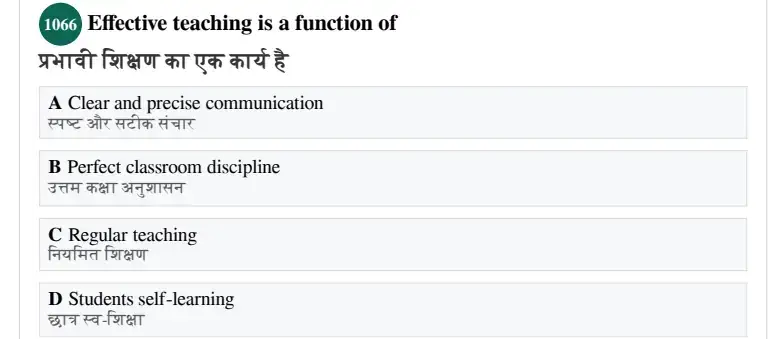 1066 Effective teaching is a function of
प्रभावी शिक्षण का एक कार्य है
A Clear and precise communication
स्पष्ट और सटीक संचार
B Perfect classroom discipline
उत्तम कक्षा अनुशासन
C Regular teaching
नियमित शिक्षण
D Students self-learning
छात्र स्व-शिक्षा